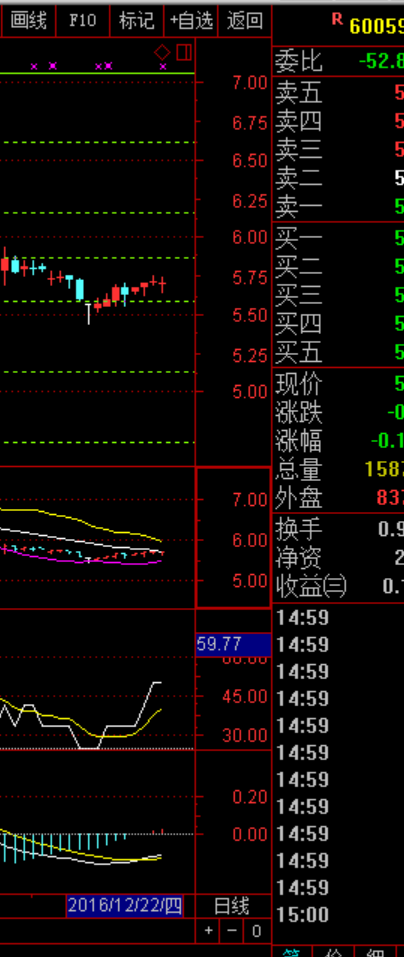 画线 F10 标记 +自选 返回
R 60059
委比 -52.8
7.00
卖五 5
6.75
卖四 5
6.50
卖三 5
卖二 5
6.25
卖一 5
6.00
买一 5
5.75
买二 5
买三 5
5.50
买四 5
5.25
买五 5
5.00
现价 5
涨跌 -0
涨幅 -0.1
总量 1587
7.00
外盘 837
6.00
换手 0.9
净资 2
5.00
收益(三) 0.1
14:59
59.77
14:59
60.00
14:59
45.00
14:59
30.00
14:59
14:59
14:59
0.20
14:59
0.00
14:59
14:59
14:59
2016/12/22/四 日线
15:00
+ - 0